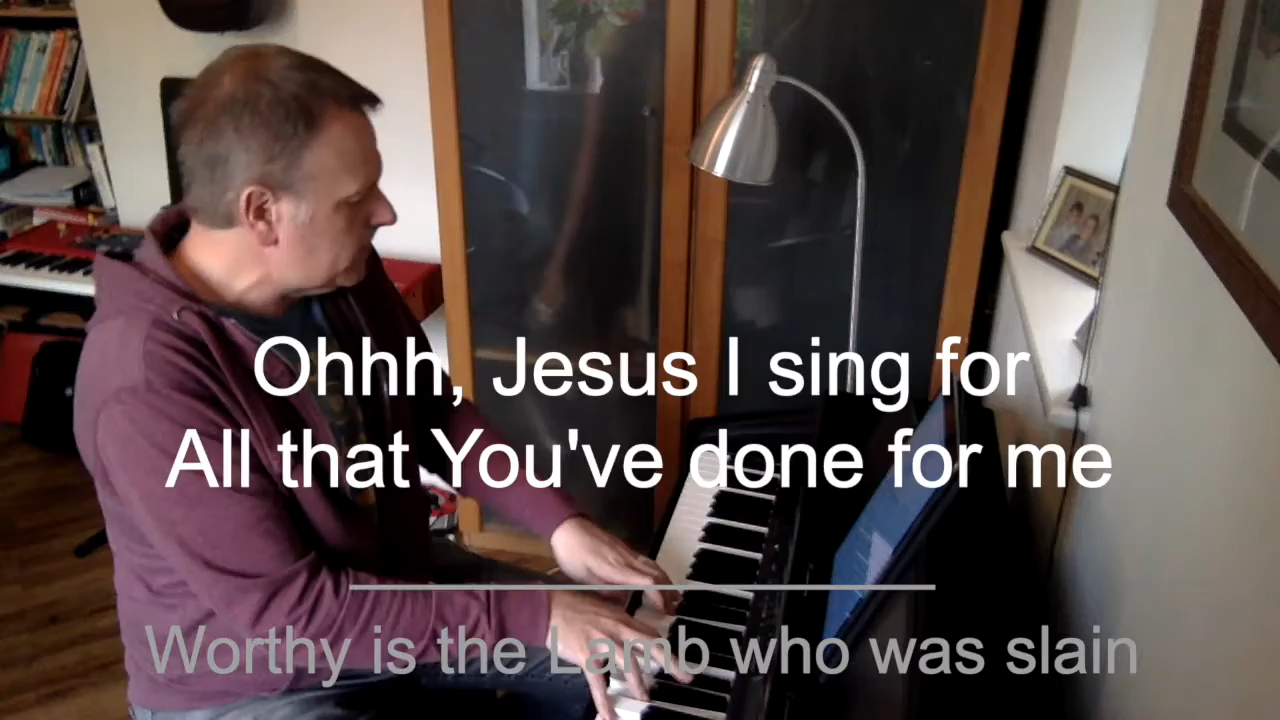 Ohhh, Jesus I sing for
All that You've done for me
Worthy is the Lamb who was slain